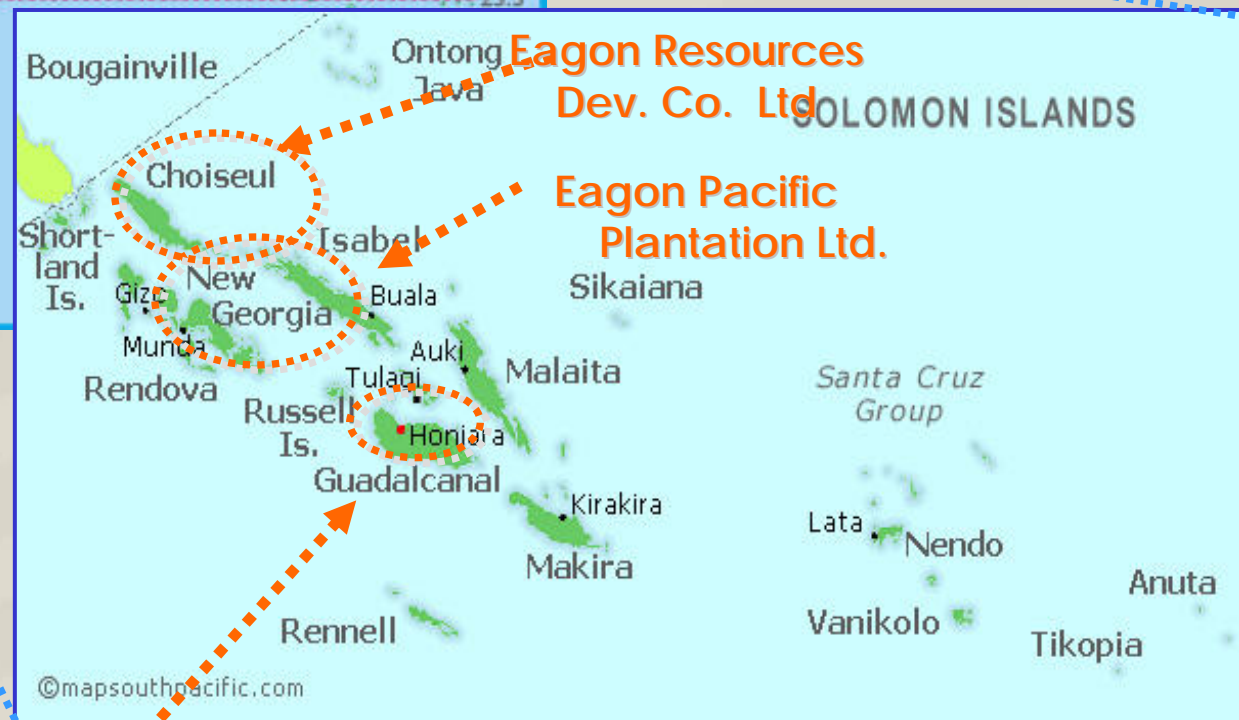 Bougainville
Ontong
Java
Eagon Resources
Dev. Co. Ltd
SOLOMON ISLANDS
Choiseul
Eagon Pacific
Plantation Ltd.
Short-
land
Is.
Isabel
New
Georgia
Gizo
Buala
Sikaiana
Munda
Rendova
Auki
Malaita
Tulagi
Russell
Is.
Honiara
Guadalcanal
Santa Cruz
Group
Kirakira
Makira
Lata
Nendo
Anuta
Rennell
Vanikolo
Tikopia
©mapsouthpacific.com